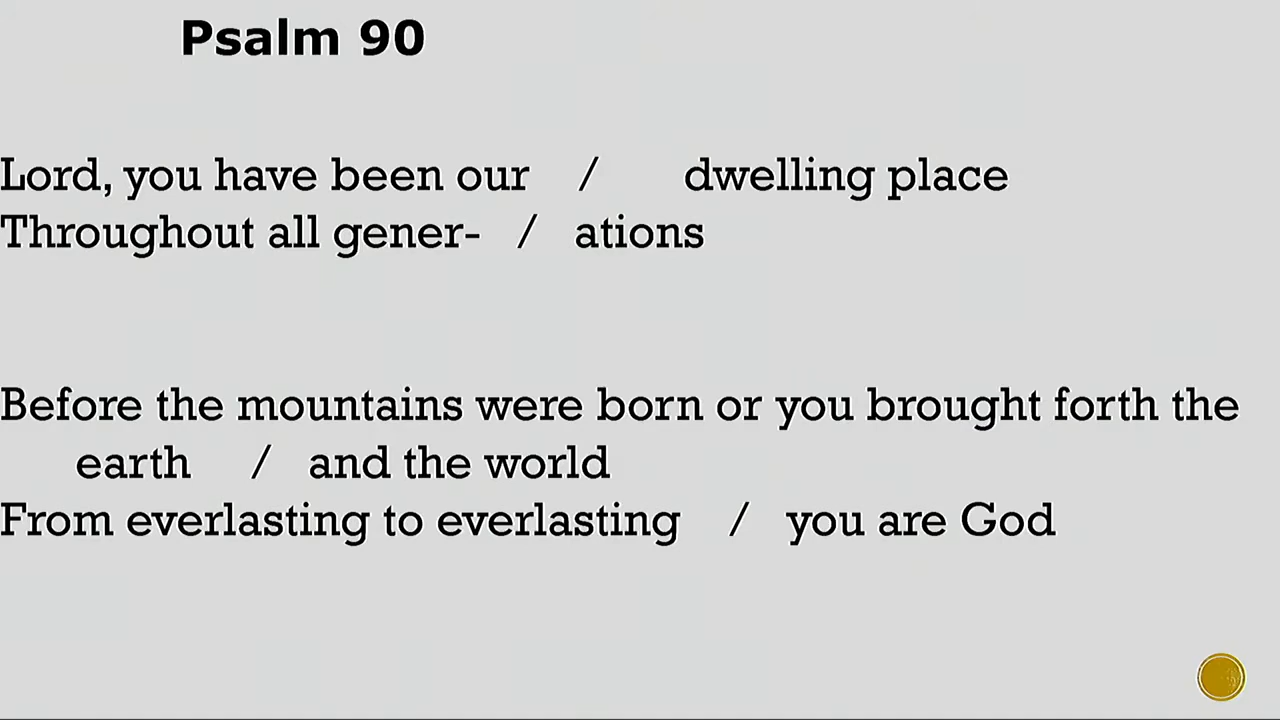 Psalm 90
Lord, you have been our / dwelling place
Throughout all gener- / ations
Before the mountains were born or you brought forth the
earth / and the world
From everlasting to everlasting / you are God